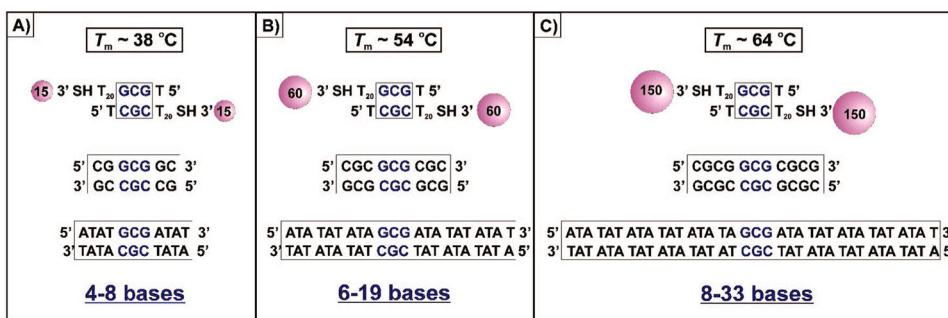 A)
Tm ~ 38 °C
15 3' SH T20 GCG T 5'
5' T CGC T20 SH 3' 15
5' CG GCG GC 3'
3' GC CGC CG 5'
5' ATAT GCG ATAT 3'
3' TATA CGC TATA 5'
4-8 bases
B)
Tm ~ 54 °C
60 3' SH T20 GCG T 5'
5' T CGC T20 SH 3' 60
5' CGC GCG CGC 3'
3' GCG CGC GCG 5'
5' ATA TAT ATA GCG ATA TAT ATA T 3'
3' TAT ATA TAT CGC TAT ATA TAT A 5'
6-19 bases
C)
Tm ~ 64 °C
150 3' SH T20 GCG T 5'
5' T CGC T20 SH 3' 150
5' CGCG GCG CGCG 3'
3' GCGC CGC GCGC 5'
5' ATA TAT ATA TAT ATA TA GCG ATA TAT ATA TAT ATA T 3'
3' TAT ATA TAT ATA TAT AT CGC TAT ATA TAT ATA TAT A 5'
8-33 bases